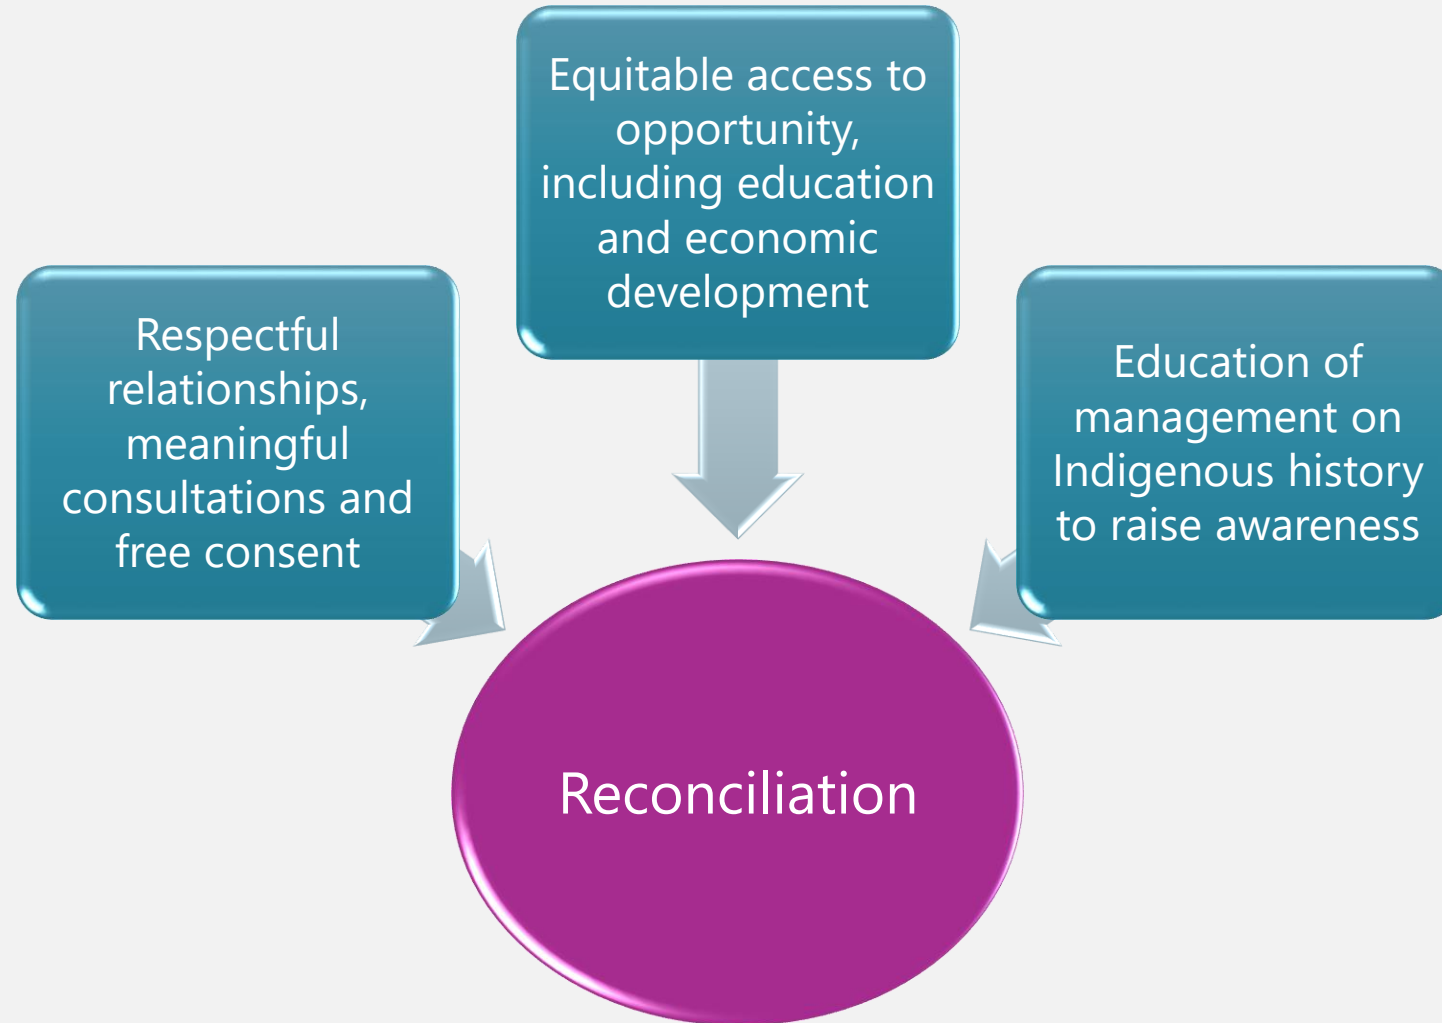 Equitable access to
opportunity,
including education
and economic
development
Respectful
relationships,
meaningful
consultations and
free consent
Education of
management on
Indigenous history
to raise awareness
Reconciliation